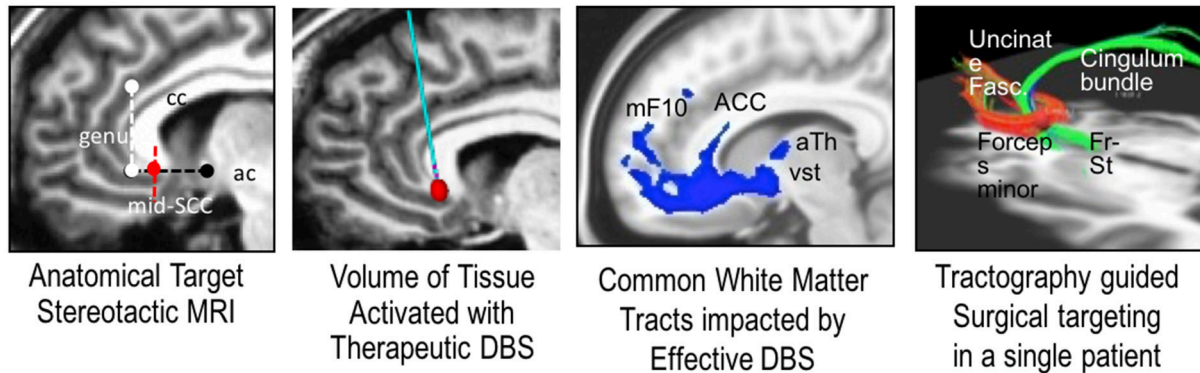 cc
genu
ac
mid-SCC
Anatomical Target
Stereotactic MRI
Volume of Tissue
Activated with
Therapeutic DBS
mF10
ACC
aTh
vst
Common White Matter
Tracts impacted by
Effective DBS
Uncinat
e
Fasc.
Cingulum
bundle
Forcep
s
minor
Fr-
St
Tractography guided
Surgical targeting
in a single patient